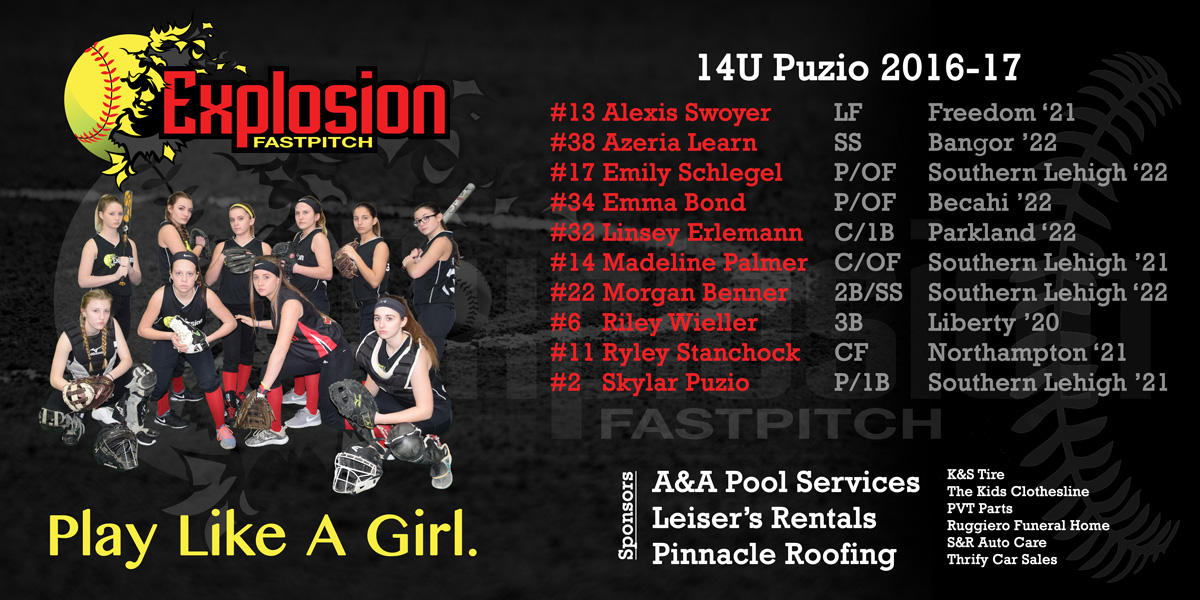 Explosion
FASTPITCH
Play Like A Girl.
14U Puzio 2016-17
#13 Alexis Swoyer LF Freedom ‘21
#38 Azeria Learn SS Bangor ’22
#17 Emily Schlegel P/OF Southern Lehigh ‘22
#34 Emma Bond P/OF Becahi ’22
#32 Linsey Erlemann C/1B Parkland ‘22
#14 Madeline Palmer C/OF Southern Lehigh ’21
#22 Morgan Benner 2B/SS Southern Lehigh ‘22
#6 Riley Wieller 3B Liberty ’20
#11 Ryley Stanchock CF Northampton ‘21
#2 Skylar Puzio P/1B Southern Lehigh ‘21
FASTPITCH
Sponsors
A&A Pool Services
Leiser’s Rentals
Pinnacle Roofing
K&S Tire
The Kids Clothesline
PVT Parts
Ruggiero Funeral Home
S&R Auto Care
Thrify Car Sales